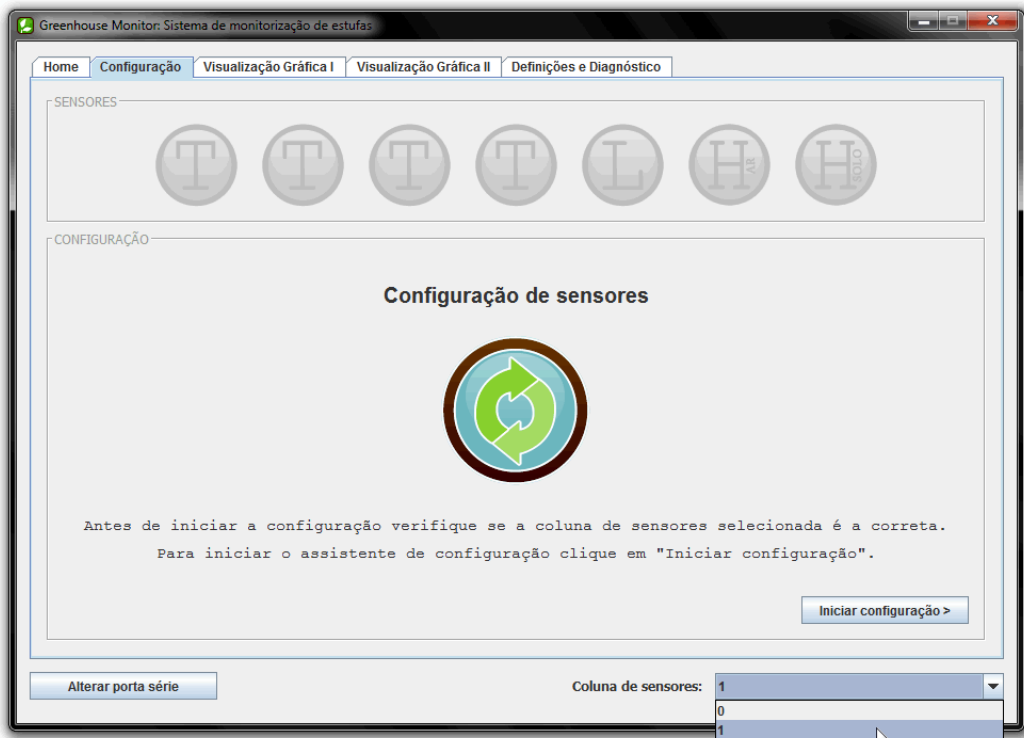 Greenhouse Monitor: Sistema de monitorização de estufas
Home Configuração Visualização Gráfica I Visualização Gráfica II Definições e Diagnóstico
SENSORES
T T T T L H AR H SOLO
CONFIGURAÇÃO
Configuração de sensores
Antes de iniciar a configuração verifique se a coluna de sensores selecionada é a correta.
Para iniciar o assistente de configuração clique em "Iniciar configuração".
Iniciar configuração >
Alterar porta série Coluna de sensores: 1
0
1